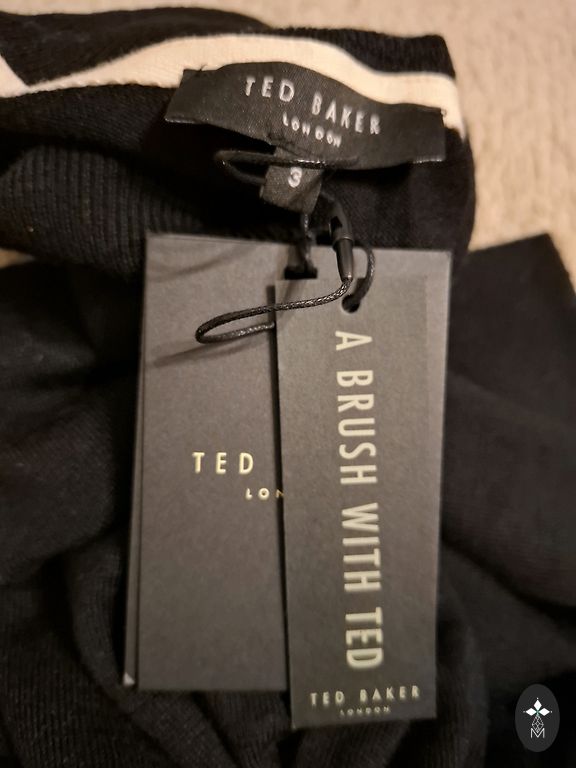 TED BAKER
LONDON
3
TED
LON
A BRUSH WITH TED
TED BAKER
LONDON
M